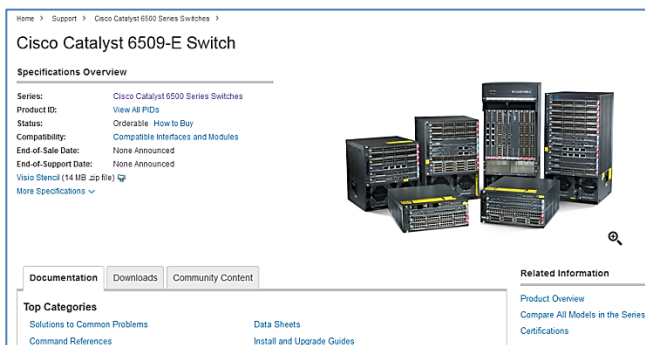 Home > Support > Cisco Catalyst 6500 Series Switches >
Cisco Catalyst 6509-E Switch
Specifications Overview
Series: Cisco Catalyst 6500 Series Switches
Product ID: View All PIDs
Status: Orderable How to Buy
Compatibility: Compatible Interfaces and Modules
End-of-Sale Date: None Announced
End-of-Support Date: None Announced
Visio Stencil (14 MB .zip file)
More Specifications
Documentation Downloads Community Content
Related Information
Top Categories
Product Overview
Solutions to Common Problems Data Sheets
Compare All Models in the Series
Command References Install and Upgrade Guides
Certifications